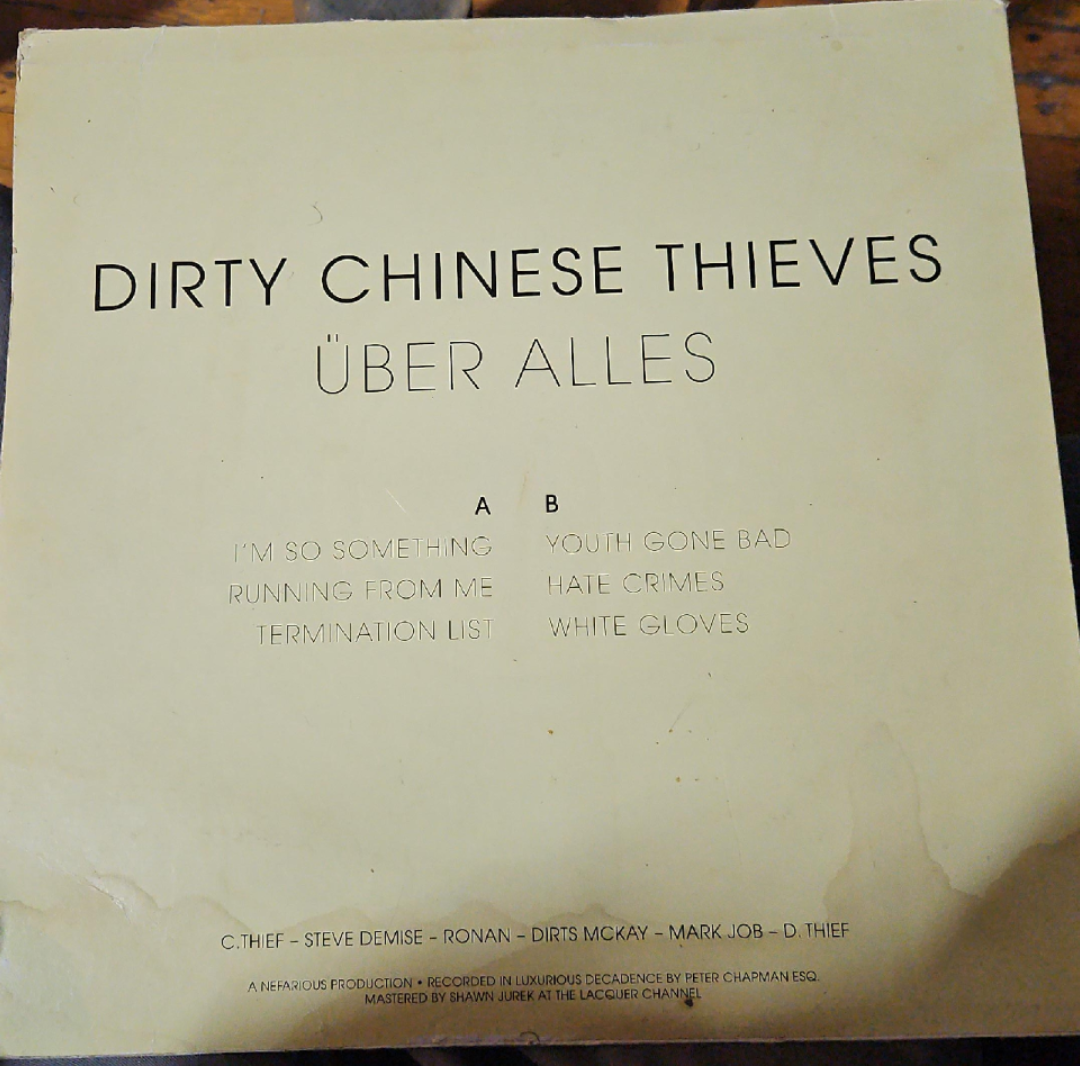 DIRTY CHINESE THIEVES
ÜBER ALLES
A
I'M SO SOMETHING
RUNNING FROM ME
TERMINATION LIST
B
YOUTH GONE BAD
HATE CRIMES
WHITE GLOVES
C.THIEF – STEVE DEMISE – RONAN – DIRTS MCKAY – MARK JOB – D. THIEF
A NEFARIOUS PRODUCTION • RECORDED IN LUXURIOUS DECADENCE BY PETER CHAPMAN ESQ.
MASTERED BY SHAWN JUREK AT THE LACQUER CHANNEL